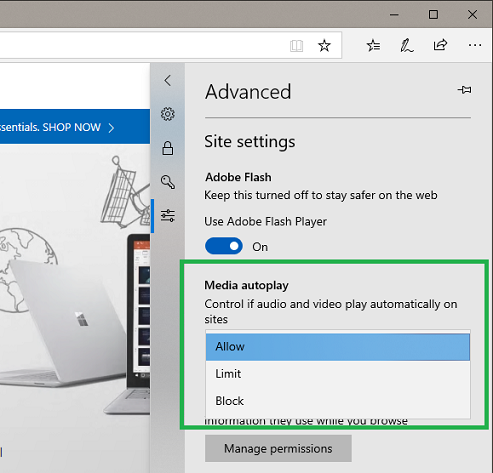 ssentials. SHOP NOW
Advanced
Site settings
Adobe Flash
Keep this turned off to stay safer on the web
Use Adobe Flash Player
On
Media autoplay
Control if audio and video play automatically on
sites
Allow
Limit
Block
information they use while you browse
Manage permissions